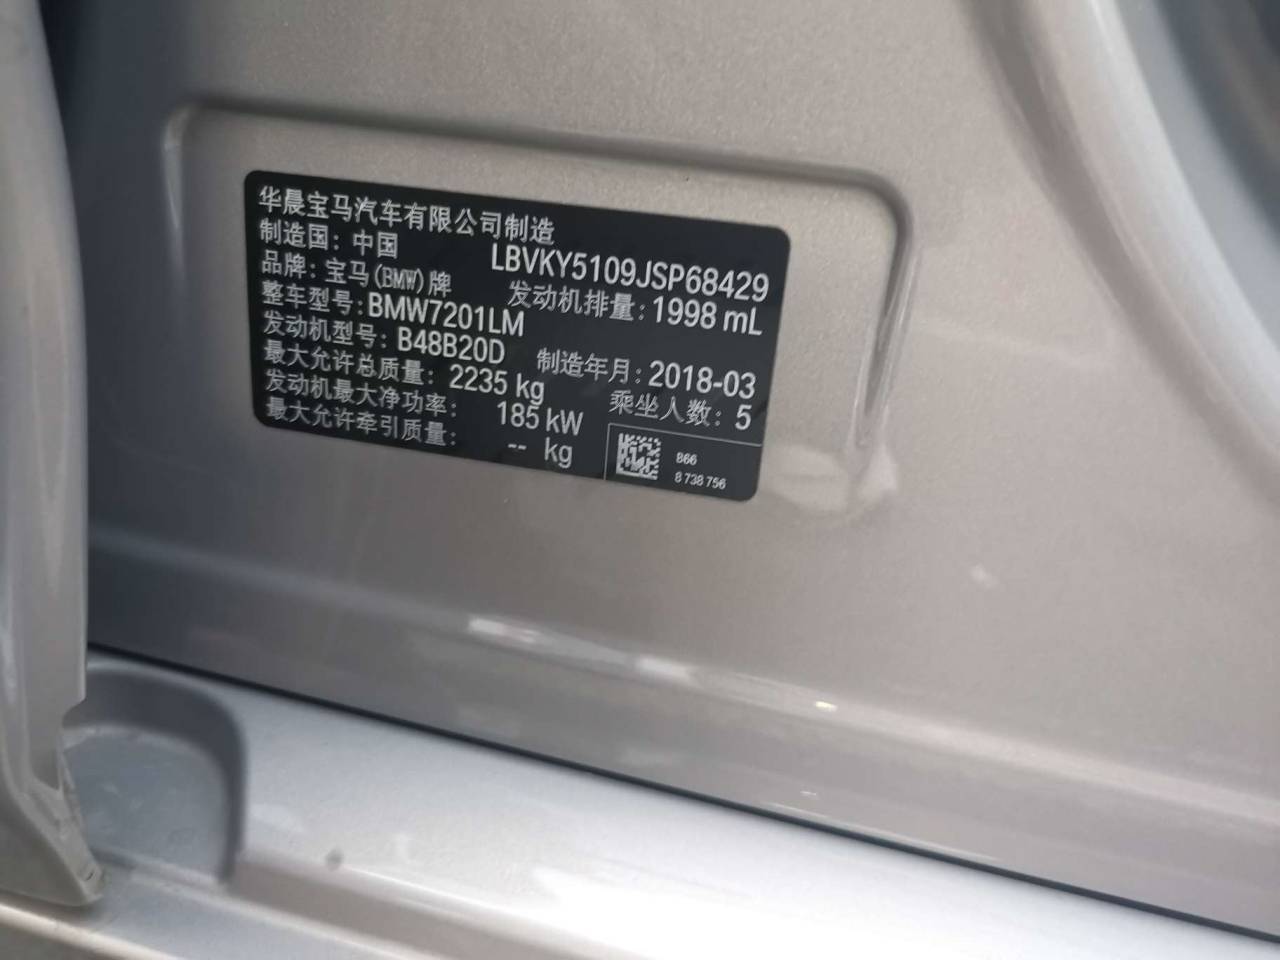 华晨宝马汽车有限公司制造
制造国：中国
LBVKY5109JSP68429
品牌：宝马(BMW)牌
发动机排量：1998 mL
整车型号：BMW7201LM
发动机型号：B48B20D
制造年月：2018-03
最大允许总质量：2235 kg
乘坐人数：5
发动机最大净功率：185 kW
最大允许牵引质量：-- kg
866
8 738 756